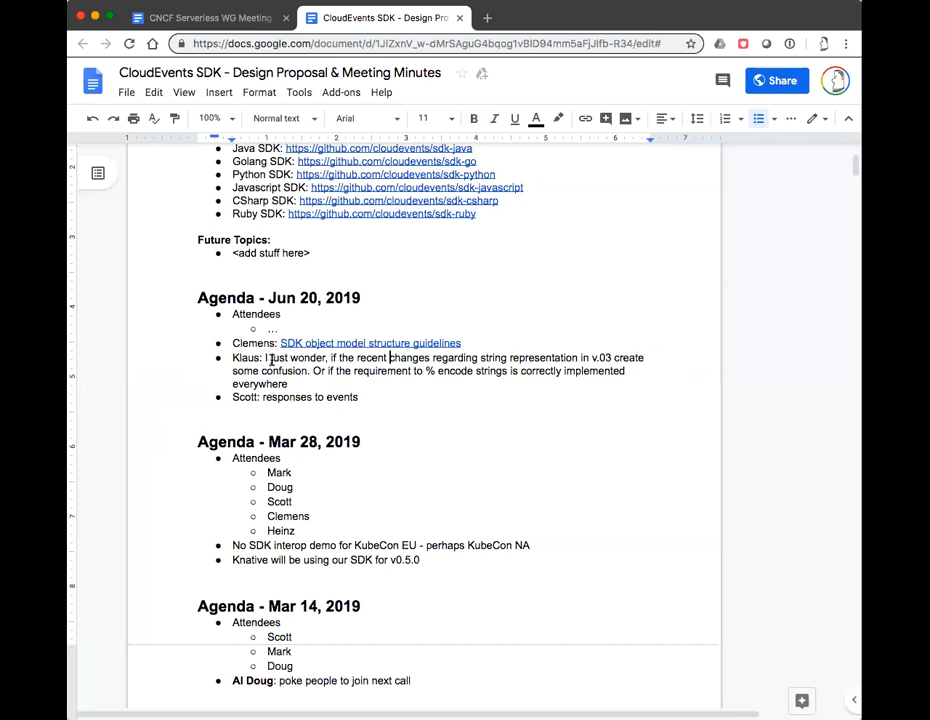 CNCF Serverless WG Meeting
CloudEvents SDK - Design Pro
https://docs.google.com/document/d/1JIZxnV_w-dMrSAguG4bqog1vBlD94mm5aFjJlfb-R34/edit#
CloudEvents SDK - Design Proposal & Meeting Minutes
Share
File Edit View Insert Format Tools Add-ons Help
100% Normal text Arial 11
1 1 2 3 4 5 6 7
Java SDK: https://github.com/cloudevents/sdk-java
Golang SDK: https://github.com/cloudevents/sdk-go
Python SDK: https://github.com/cloudevents/sdk-python
Javascript SDK: https://github.com/cloudevents/sdk-javascript
CSharp SDK: https://github.com/cloudevents/sdk-csharp
Ruby SDK: https://github.com/cloudevents/sdk-ruby
Future Topics:
<add stuff here>
Agenda - Jun 20, 2019
Attendees
...
Clemens: SDK object model structure guidelines
Klaus: I just wonder, if the recent changes regarding string representation in v.03 create
some confusion. Or if the requirement to % encode strings is correctly implemented
everywhere
Scott: responses to events
Agenda - Mar 28, 2019
Attendees
Mark
Doug
Scott
Clemens
Heinz
No SDK interop demo for KubeCon EU - perhaps KubeCon NA
Knative will be using our SDK for v0.5.0
Agenda - Mar 14, 2019
Attendees
Scott
Mark
Doug
AI Doug: poke people to join next call